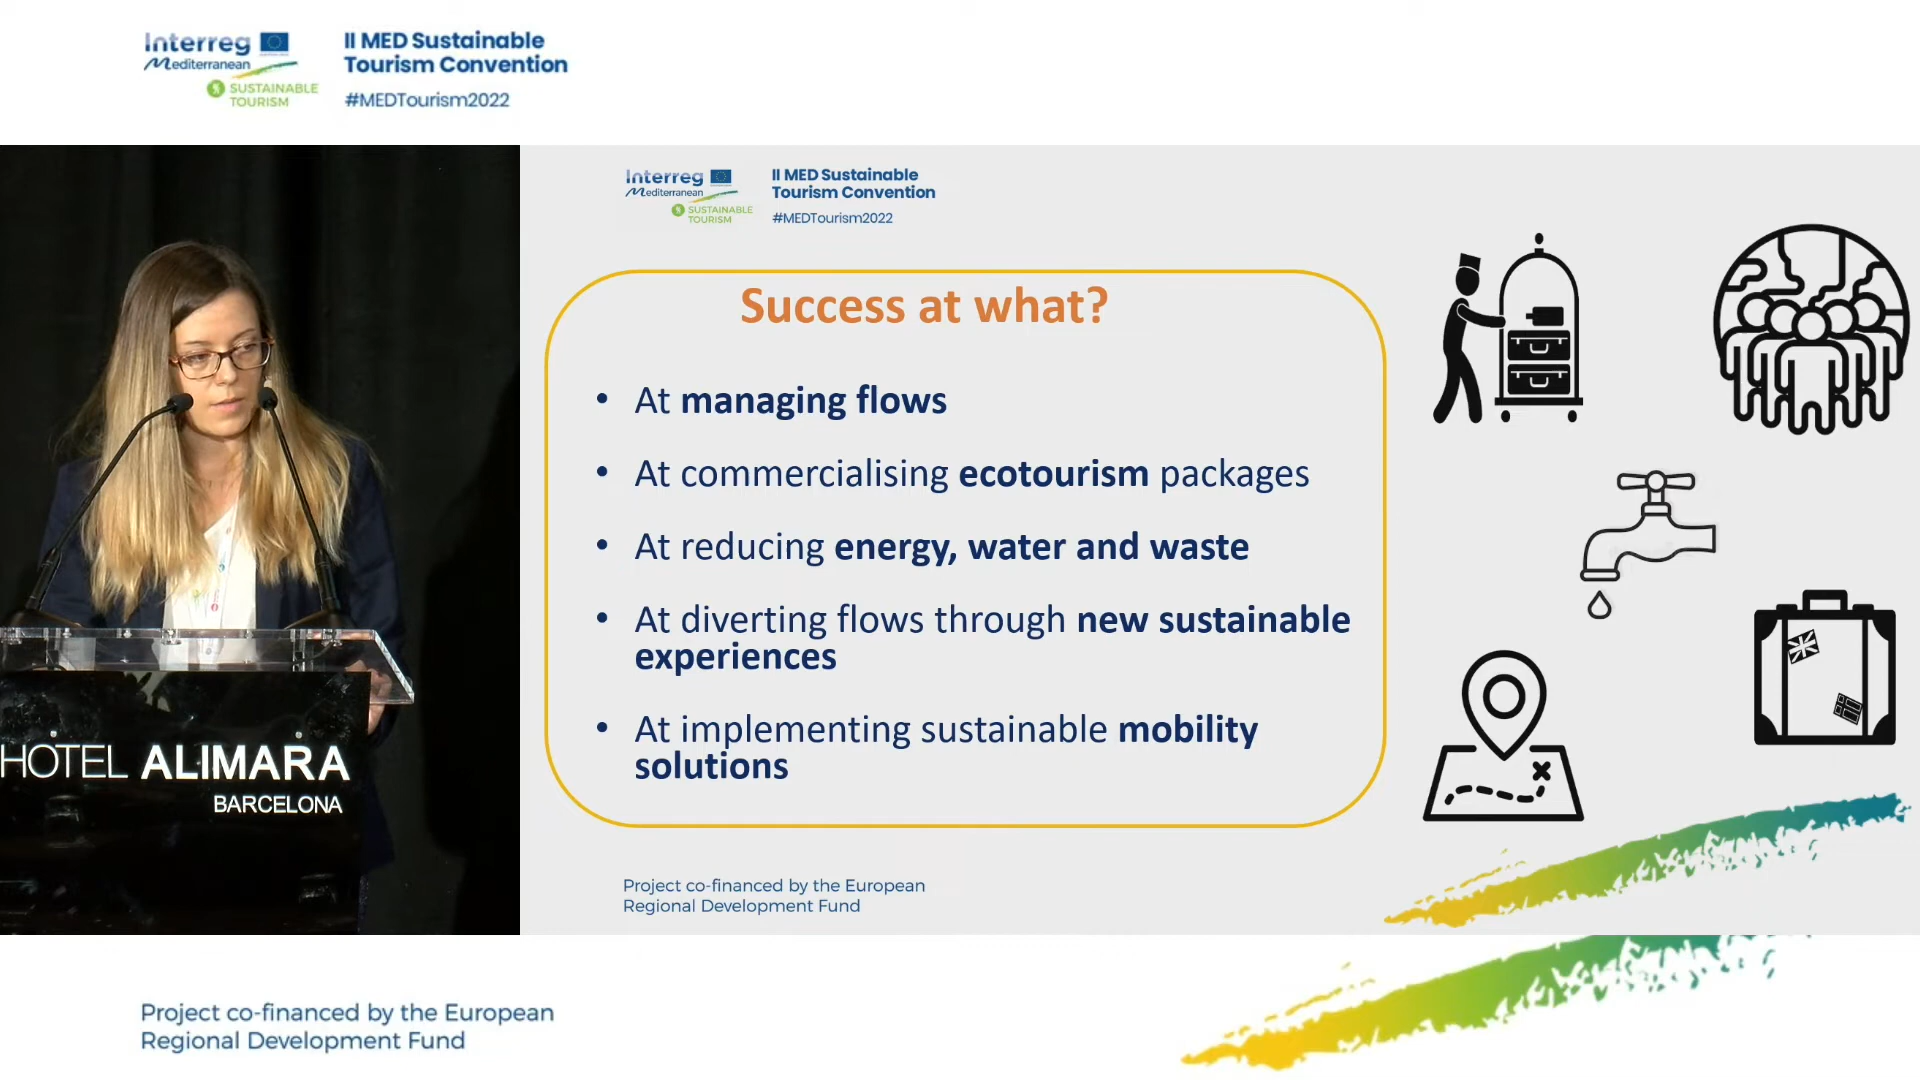 Interreg
Mediterranean
SUSTAINABLE
TOURISM
II MED Sustainable
Tourism Convention
#MEDTourism2022
Interreg
Mediterranean
SUSTAINABLE
TOURISM
II MED Sustainable
Tourism Convention
#MEDTourism2022
Success at what?
• At managing flows
• At commercialising ecotourism packages
• At reducing energy, water and waste
• At diverting flows through new sustainable
experiences
• At implementing sustainable mobility
solutions
Project co-financed by the European
Regional Development Fund
HOTEL ALIMARA
BARCELONA
Project co-financed by the European
Regional Development Fund